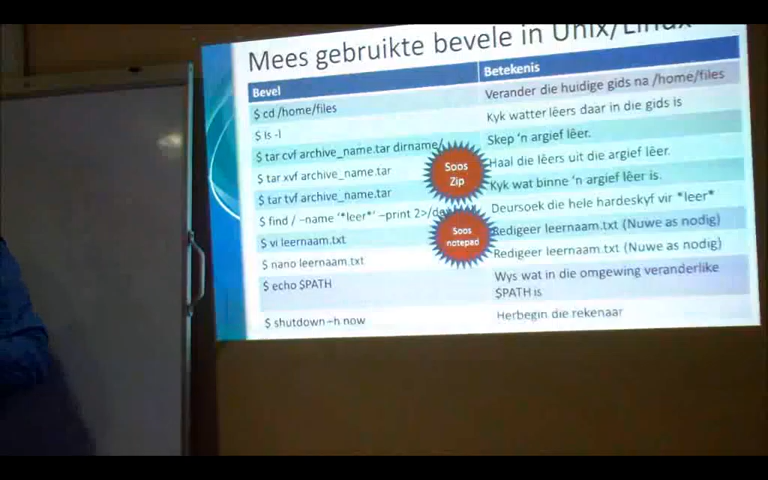 Mees gebruikte bevele in Unix/Linux
Bevel
Betekenis
$ cd /home/files
Verander die huidige gids na /home/files
$ ls -l
Kyk watter lêers daar in die gids is
$ tar cvf archive_name.tar dirname/
Skep 'n argief lêer.
$ tar xvf archive_name.tar
Haal die lêers uit die argief lêer.
$ tar tvf archive_name.tar
Kyk wat binne 'n argief lêer is.
$ find / –name '*leer*' –print 2>/de
Deursoek die hele hardeskyf vir *leer*
$ vi leernaam.txt
Redigeer leernaam.txt (Nuwe as nodig)
$ nano leernaam.txt
Redigeer leernaam.txt (Nuwe as nodig)
$ echo $PATH
Wys wat in die omgewing veranderlike
$PATH is
$ shutdown –h now
Herbegin die rekenaar
Soos
Zip
Soos
notepad